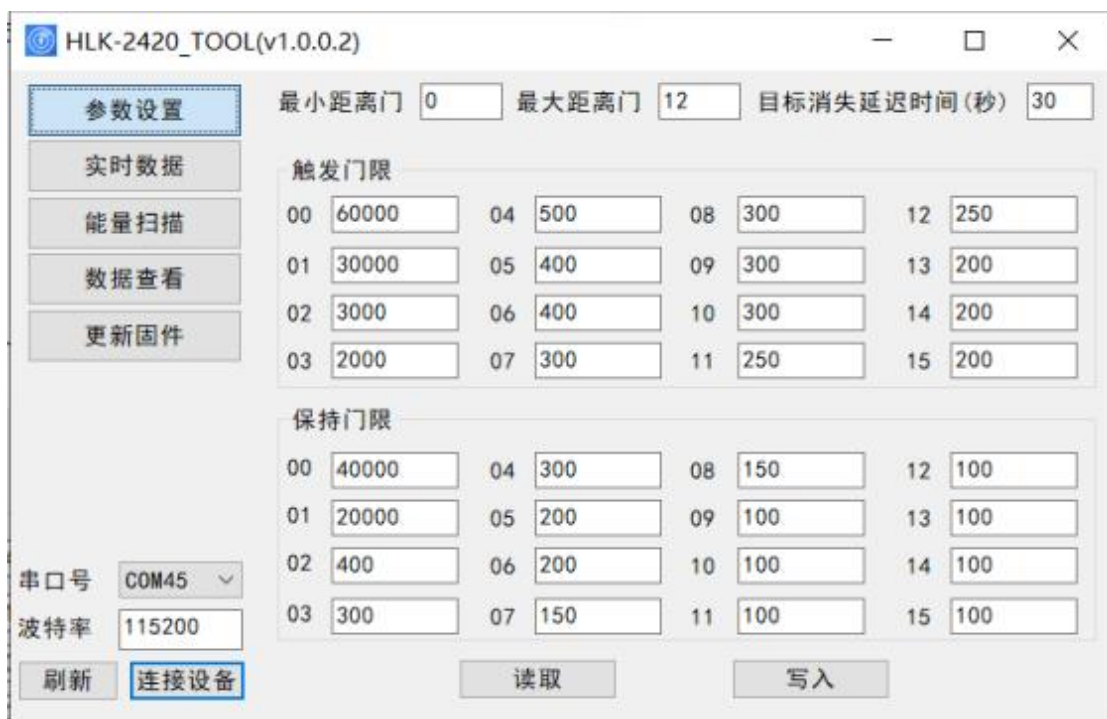 HLK-2420_TOOL(v1.0.0.2)
参数设置
实时数据
能量扫描
数据查看
更新固件
最小距离门 0 最大距离门 12 目标消失延迟时间(秒) 30
触发门限
00 60000 04 500 08 300 12 250
01 30000 05 400 09 300 13 200
02 3000 06 400 10 300 14 200
03 2000 07 300 11 250 15 200
保持门限
00 40000 04 300 08 150 12 100
01 20000 05 200 09 100 13 100
02 400 06 200 10 100 14 100
03 300 07 150 11 100 15 100
串口号 COM45
波特率 115200
刷新 连接设备
读取 写入